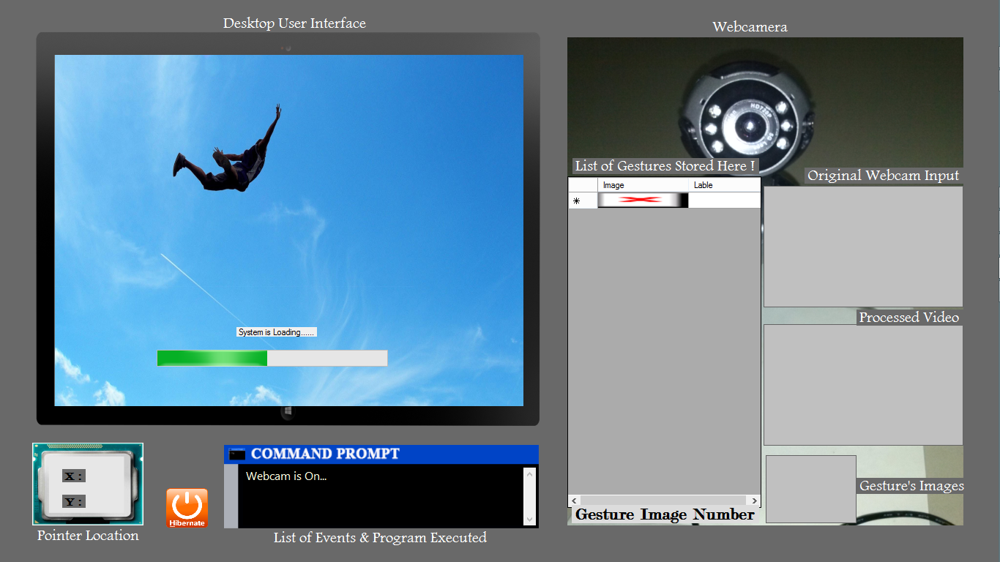 Desktop User Interface
Webcamera
HD720P
List of Gestures Stored Here !
Original Webcam Input
Image Lable
System is Loading......
Processed Video
COMMAND PROMPT
Webcam is On...
X :
Y :
Hibernate
Gesture's Images
Gesture Image Number
Pointer Location
List of Events & Program Executed